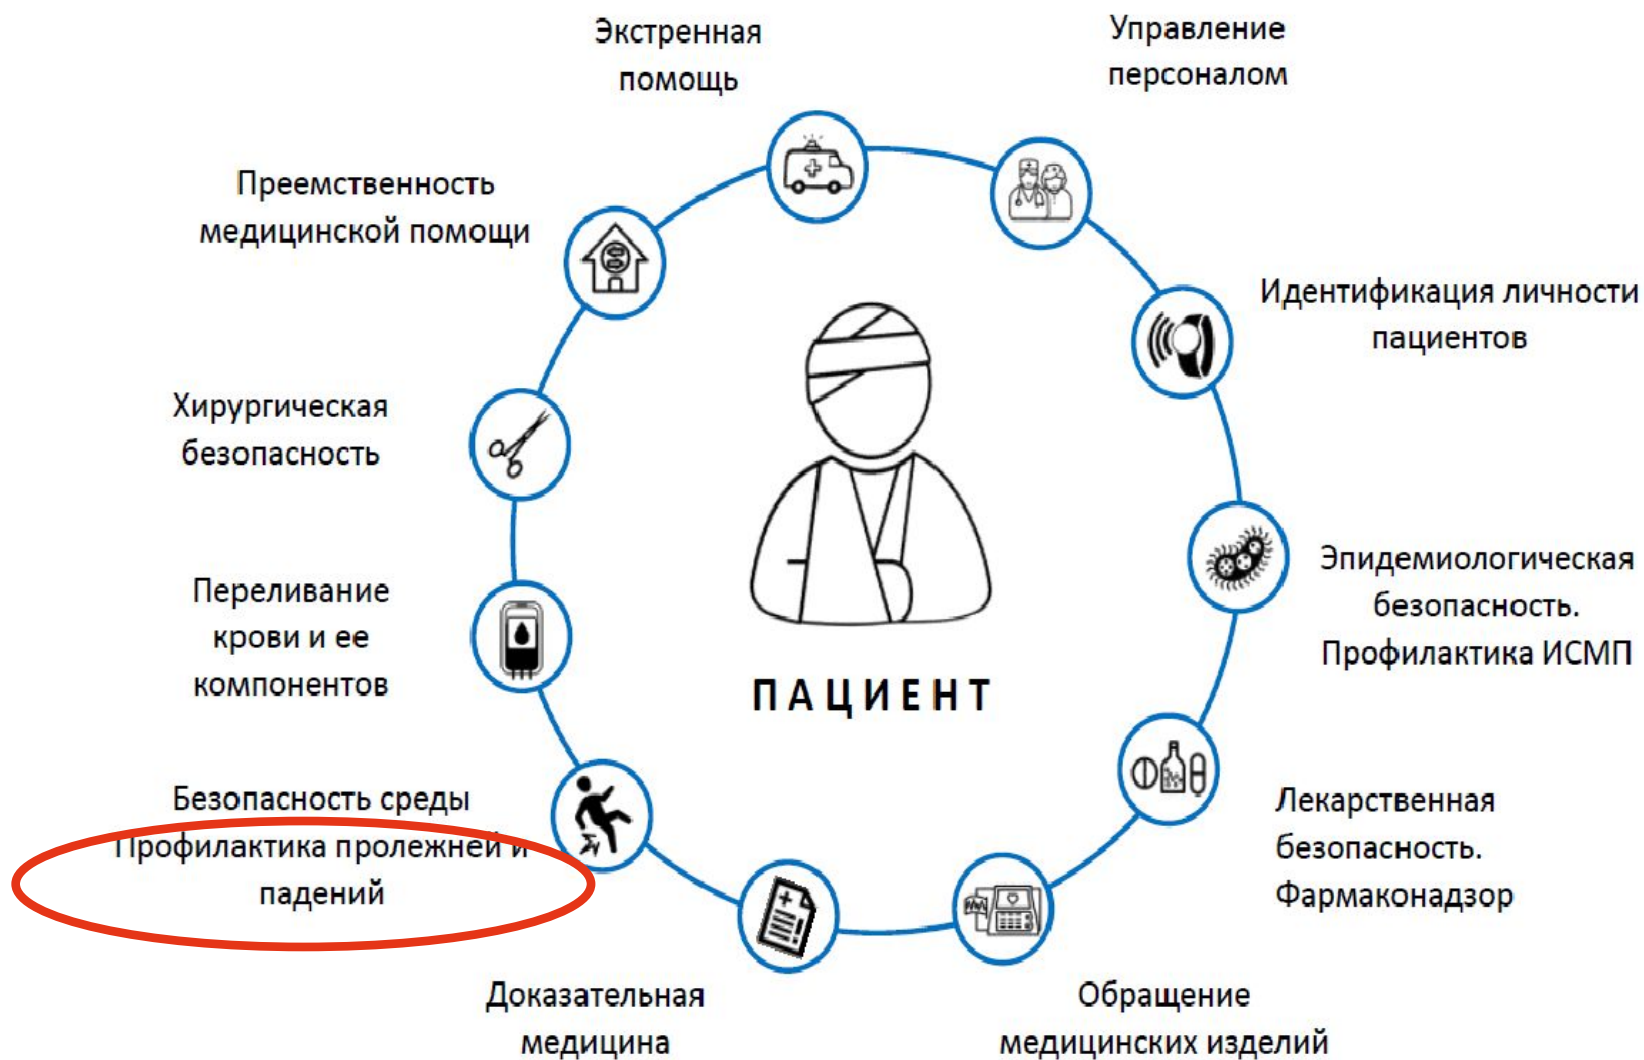 Экстренная
помощь
Управление
персоналом
Преемственность
медицинской помощи
Идентификация личности
пациентов
Хирургическая
безопасность
Эпидемиологическая
безопасность.
Профилактика ИСМП
Переливание
крови и ее
компонентов
ПАЦИЕНТ
Безопасность среды
Профилактика пролежней и
падений
Лекарственная
безопасность.
Фармаконадзор
Доказательная
медицина
Обращение
медицинских изделий